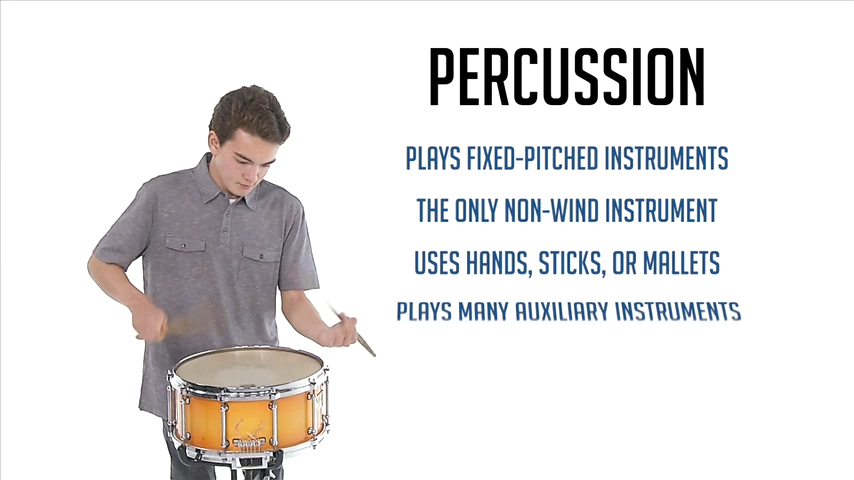 PERCUSSION
PLAYS FIXED-PITCHED INSTRUMENTS
THE ONLY NON-WIND INSTRUMENT
USES HANDS, STICKS, OR MALLETS
PLAYS MANY AUXILIARY INSTRUMENTS